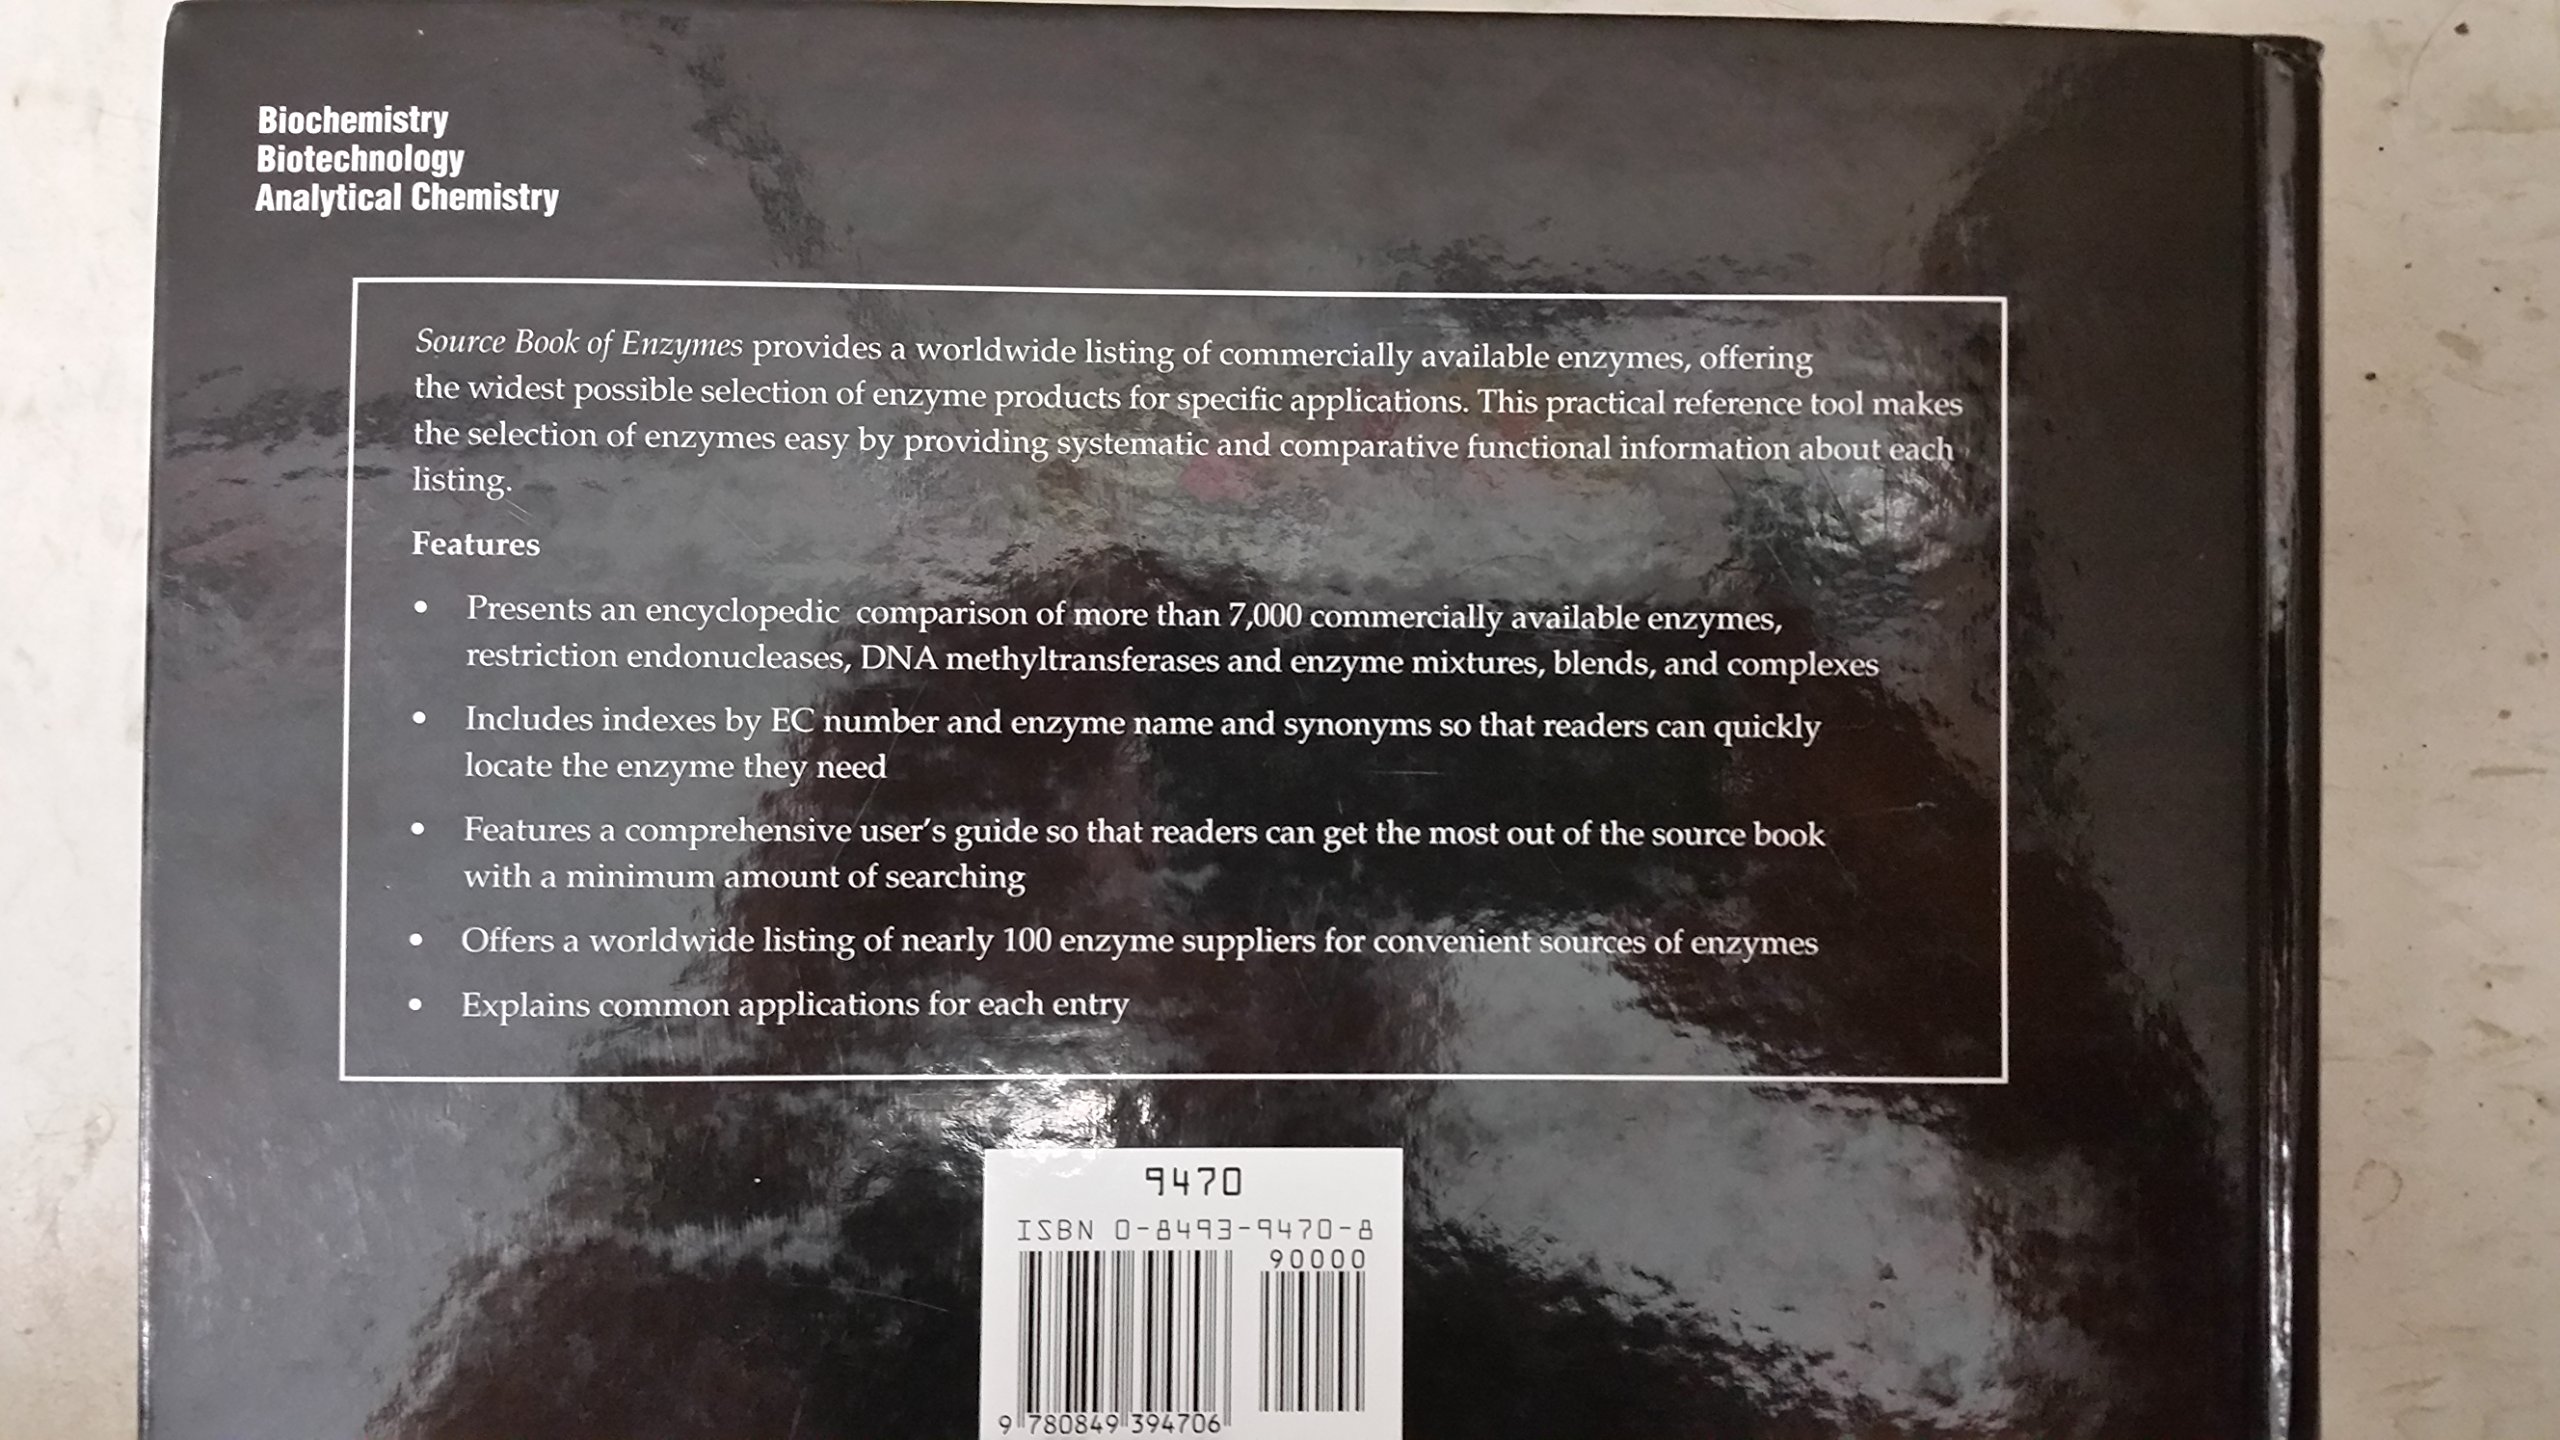 Biochemistry
Biotechnology
Analytical Chemistry
Source Book of Enzymes provides a worldwide listing of commercially available enzymes, offering
the widest possible selection of enzyme products for specific applications. This practical reference tool makes
the selection of enzymes easy by providing systematic and comparative functional information about each
listing.
Features
• Presents an encyclopedic comparison of more than 7,000 commercially available enzymes,
restriction endonucleases, DNA methyltransferases and enzyme mixtures, blends, and complexes
• Includes indexes by EC number and enzyme name and synonyms so that readers can quickly
locate the enzyme they need
• Features a comprehensive user's guide so that readers can get the most out of the source book
with a minimum amount of searching
• Offers a worldwide listing of nearly 100 enzyme suppliers for convenient sources of enzymes
• Explains common applications for each entry
9470
ISBN 0-8493-9470-8
90000
9 780849 394706